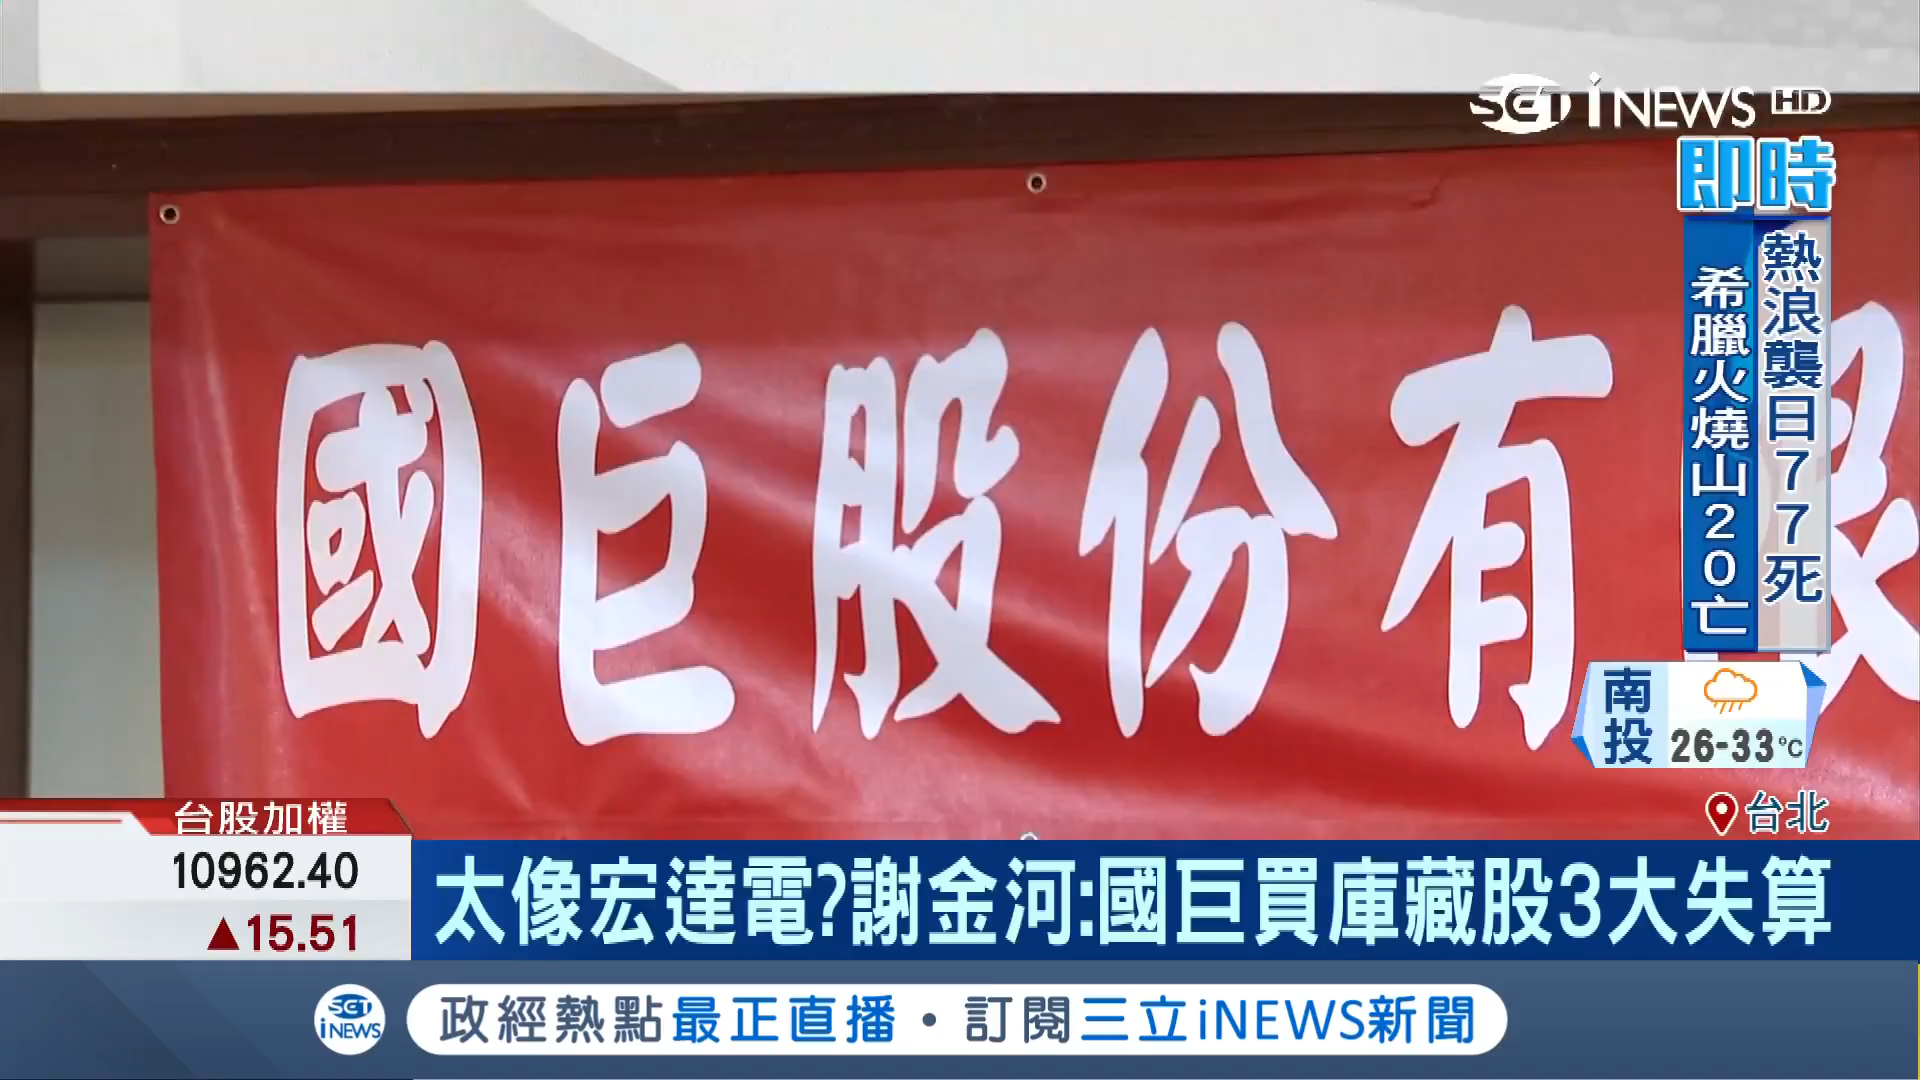 SET iNEWS HD
即時
熱浪襲日77死
希臘火燒山20亡
國巨股份有限
南投
26-33°C
台北
台股加權
10962.40
▲15.51
太像宏達電?謝金河:國巨買庫藏股3大失算
SET iNEWS
政經熱點最正直播・訂閱三立iNEWS新聞